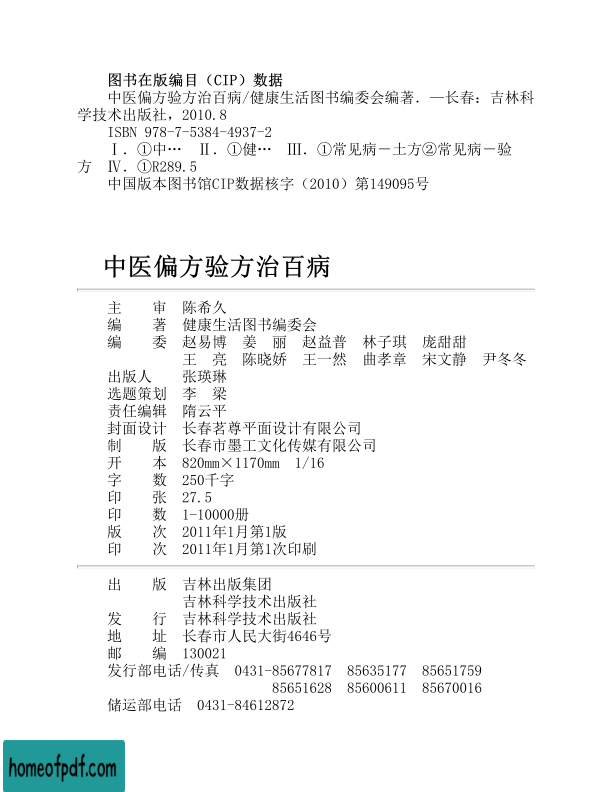 图书在版编目（CIP）数据
中医偏方验方治百病/健康生活图书编委会编著．—长春：吉林科
学技术出版社，2010.8
ISBN 978-7-5384-4937-2
Ⅰ．①中… Ⅱ．①健… Ⅲ．①常见病－土方②常见病－验
方 Ⅳ．①R289.5
中国版本图书馆CIP数据核字（2010）第149095号
中医偏方验方治百病
主　　审　陈希久
编　　著　健康生活图书编委会
编　　委　赵易博　姜　丽　赵益普　林子琪　庞甜甜
王　亮　陈晓娇　王一然　曲孝章　宋文静　尹冬冬
出版人　　张瑛琳
选题策划　李　梁
责任编辑　隋云平
封面设计　长春茗尊平面设计有限公司
制　　版　长春市墨工文化传媒有限公司
开　　本　820mm×1170mm　1/16
字　　数　250千字
印　　张　27.5
印　　数　1-10000册
版　　次　2011年1月第1版
印　　次　2011年1月第1次印刷
出　　版　吉林出版集团
吉林科学技术出版社
发　　行　吉林科学技术出版社
地　　址　长春市人民大街4646号
邮　　编　130021
发行部电话/传真　0431-85677817　85635177　85651759
85651628　85600611　85670016
储运部电话　0431-84612872
homeofpdf.com